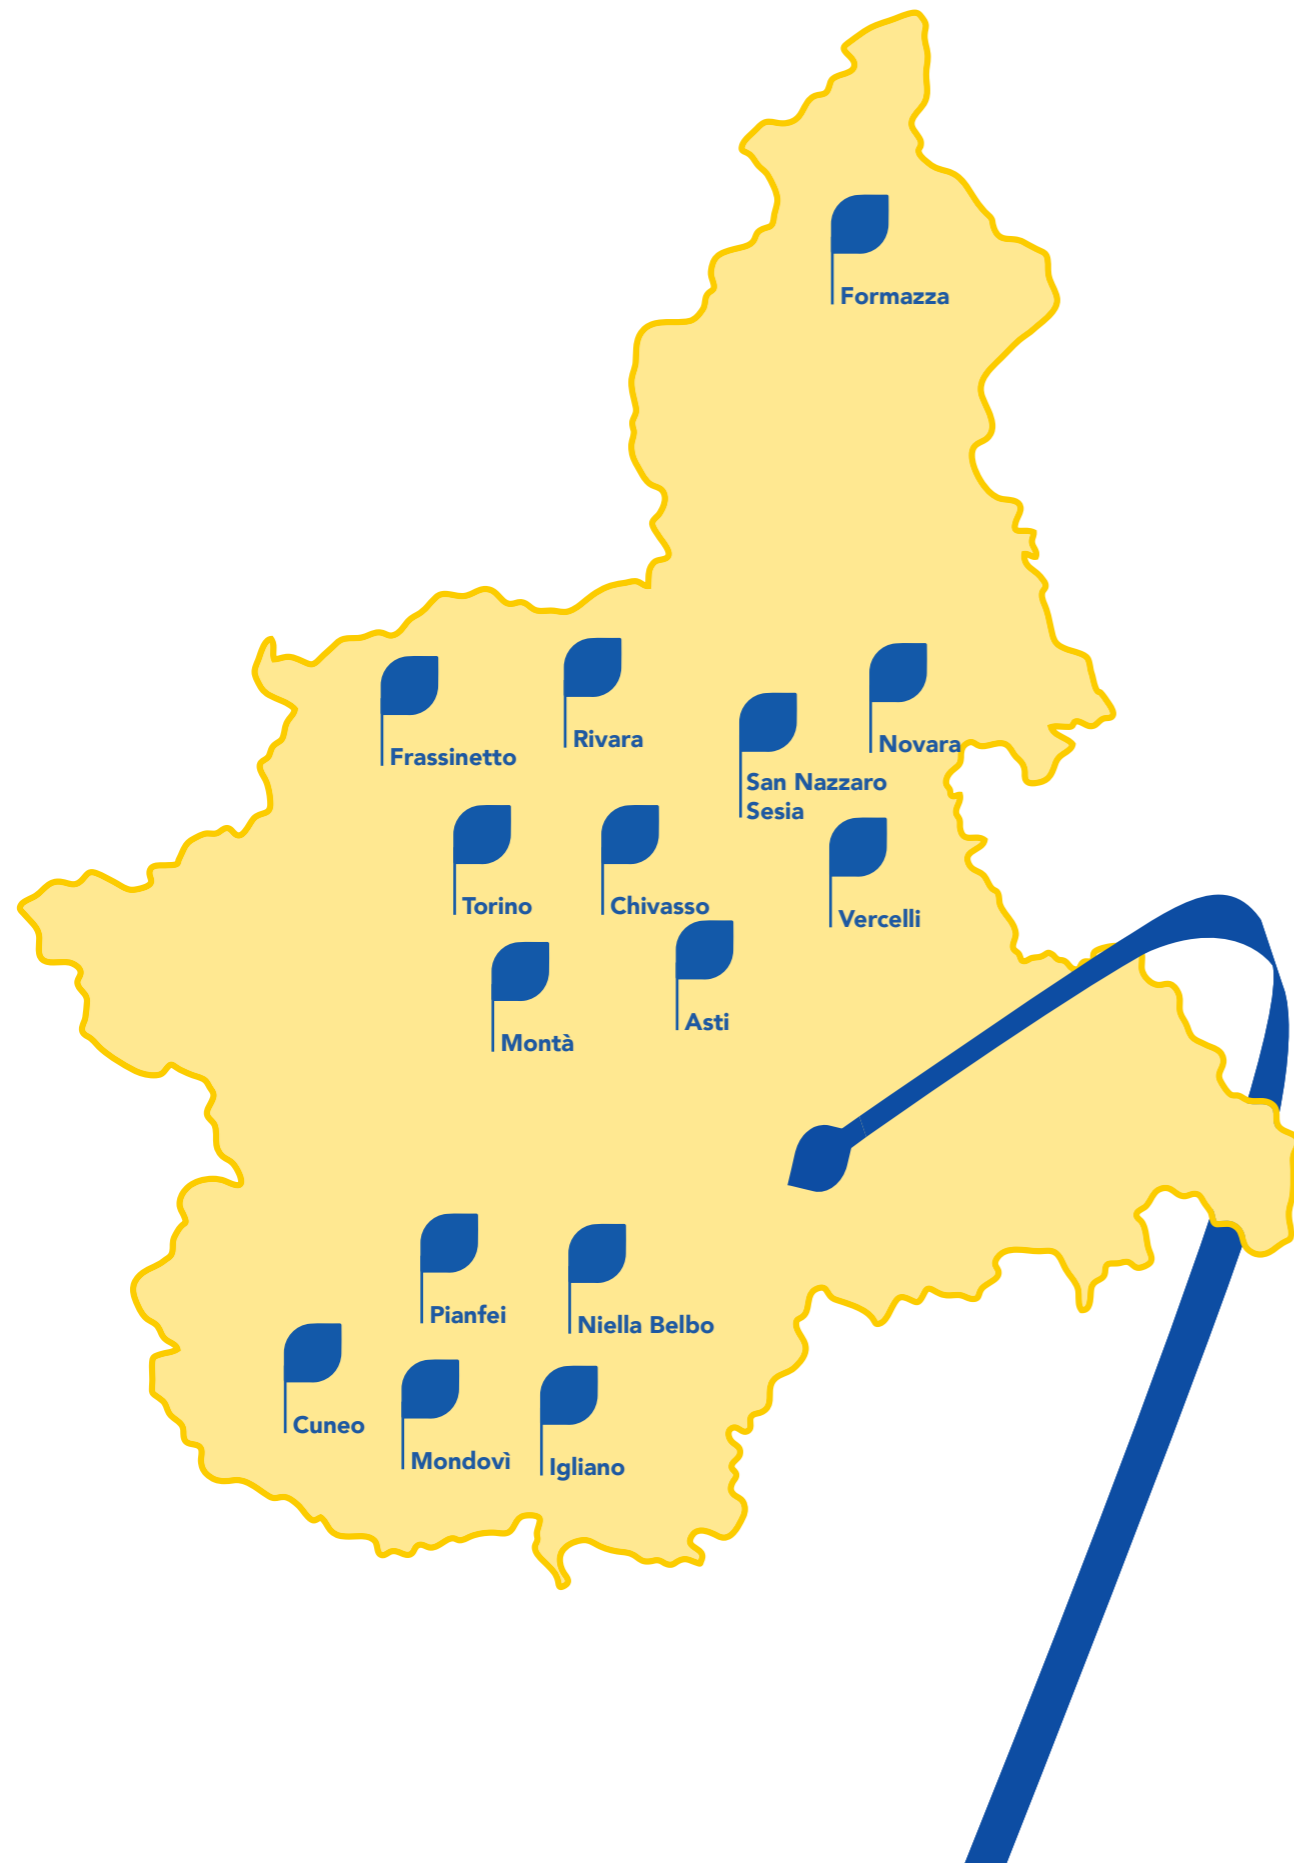 Formazza
Rivara
Novara
Frassinetto
San Nazzaro
Sesia
Torino
Chivasso
Vercelli
Asti
Montà
Pianfei
Niella Belbo
Cuneo
Mondovì
Igliano